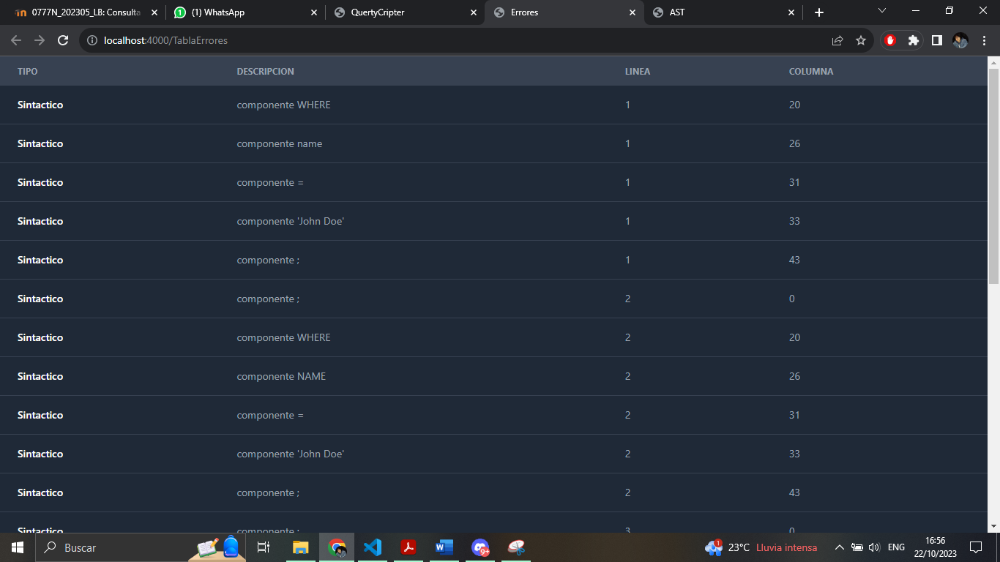 0777N_202305_LB: Consulta
(1) WhatsApp
QuertyCripter
Errores
AST
localhost:4000/TablaErrores
TIPO DESCRIPCION LINEA COLUMNA
Sintactico componente WHERE 1 20
Sintactico componente name 1 26
Sintactico componente = 1 31
Sintactico componente 'John Doe' 1 33
Sintactico componente ; 1 43
Sintactico componente ; 2 0
Sintactico componente WHERE 2 20
Sintactico componente NAME 2 26
Sintactico componente = 2 31
Sintactico componente 'John Doe' 2 33
Sintactico componente ; 2 43
Sintactico componente ; 3 0
Buscar
9+
1
23°C Lluvia intensa
ENG
16:56
22/10/2023